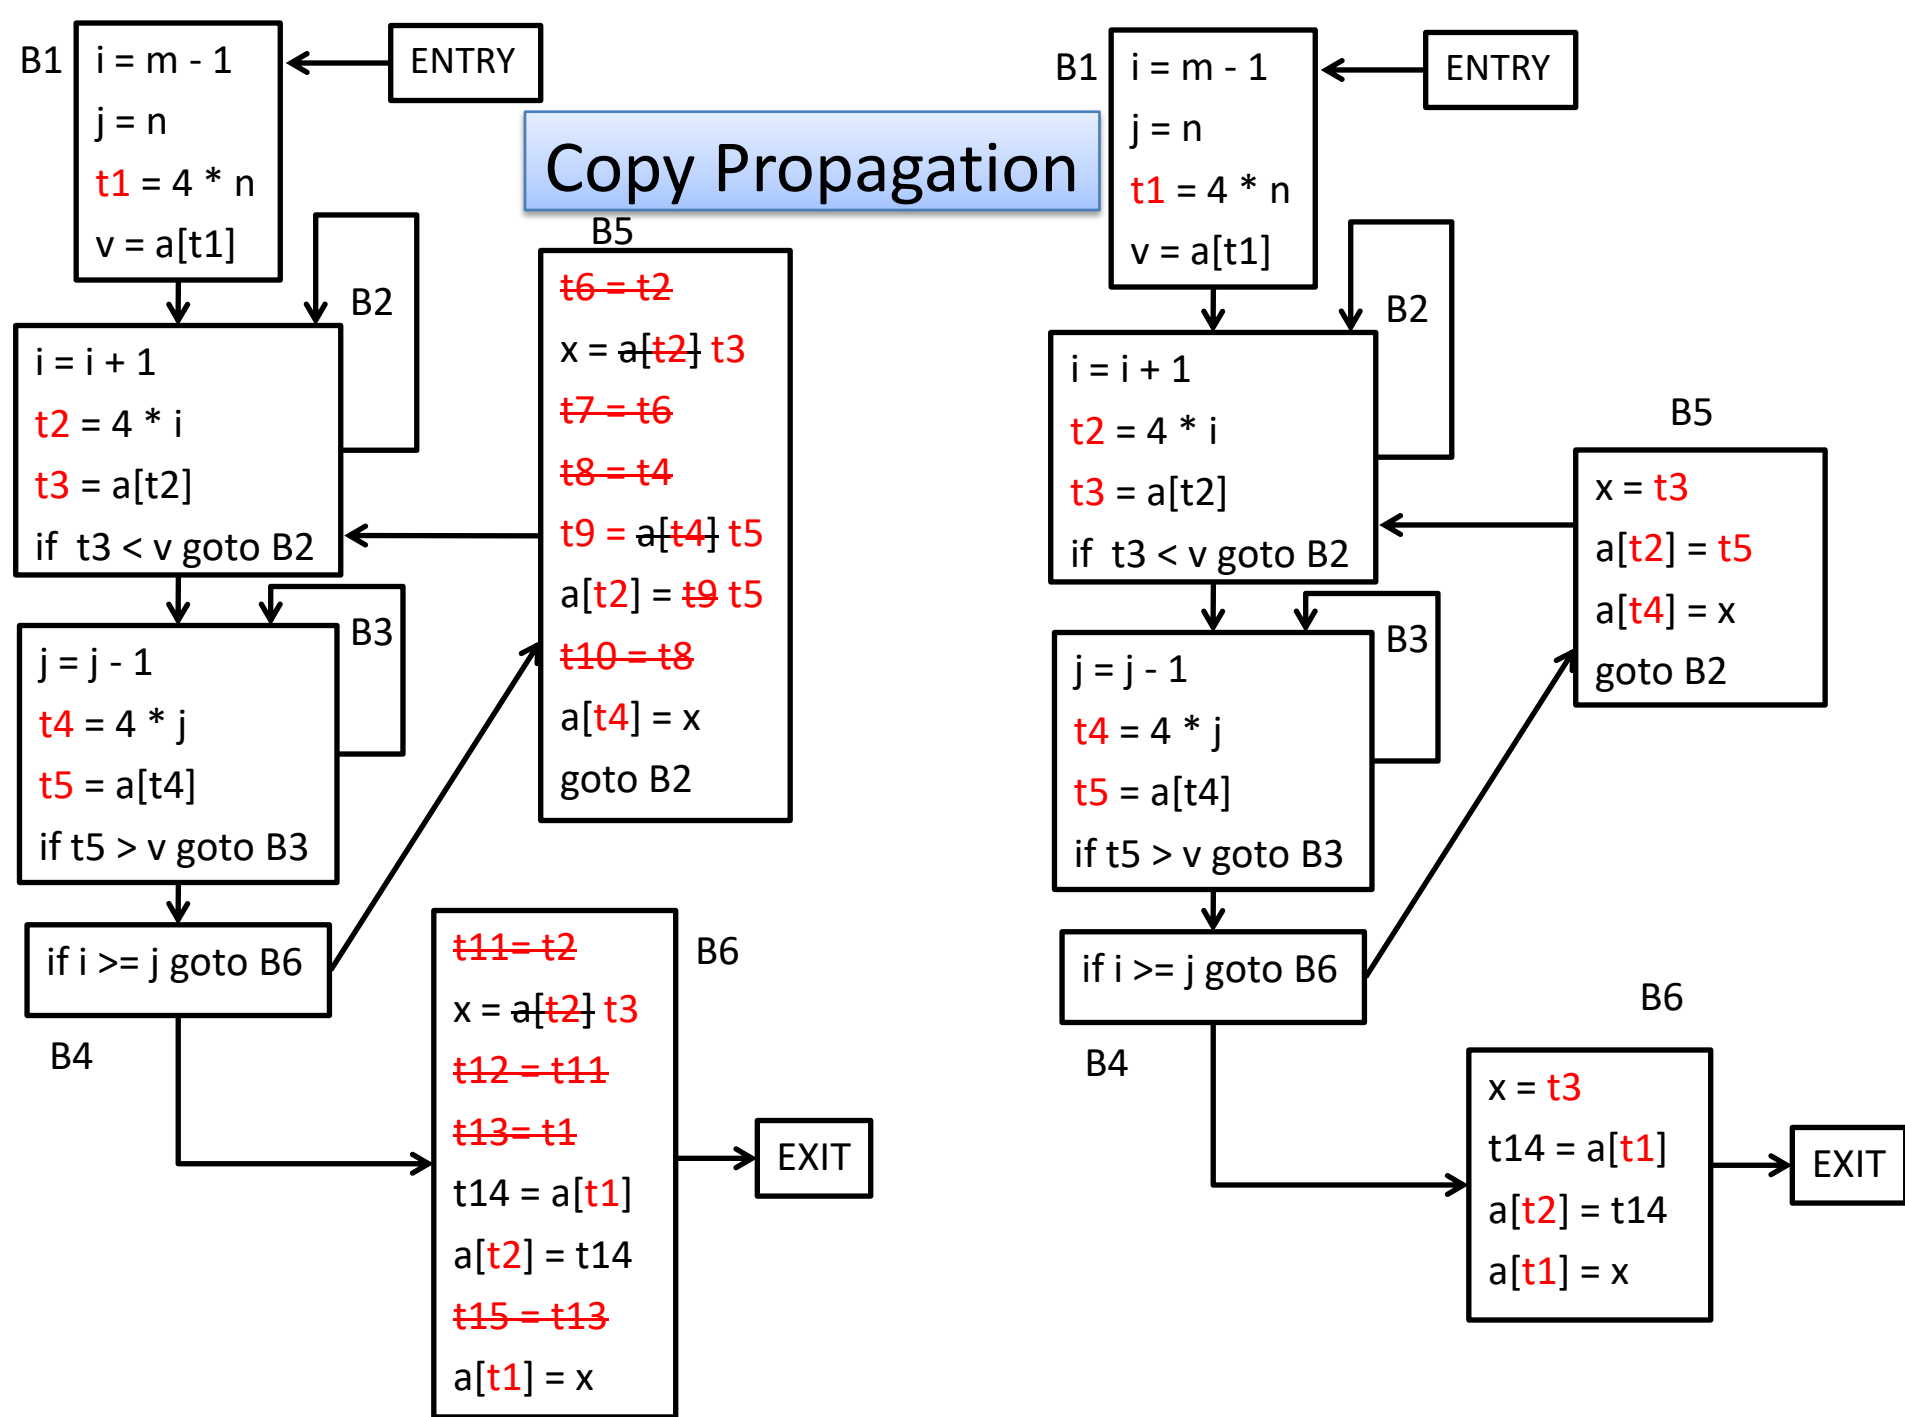 Copy Propagation
ENTRY
B1
i = m - 1
j = n
t1 = 4 * n
v = a[t1]
B2
i = i + 1
t2 = 4 * i
t3 = a[t2]
if t3 < v goto B2
B3
j = j - 1
t4 = 4 * j
t5 = a[t4]
if t5 > v goto B3
if i >= j goto B6
B4
B5
t6 = t2
x = a[t2] t3
t7 = t6
t8 = t4
t9 = a[t4] t5
a[t2] = t9 t5
t10 = t8
a[t4] = x
goto B2
B6
t11= t2
x = a[t2] t3
t12 = t11
t13= t1
t14 = a[t1]
a[t2] = t14
t15 = t13
a[t1] = x
EXIT
ENTRY
B1
i = m - 1
j = n
t1 = 4 * n
v = a[t1]
B2
i = i + 1
t2 = 4 * i
t3 = a[t2]
if t3 < v goto B2
B3
j = j - 1
t4 = 4 * j
t5 = a[t4]
if t5 > v goto B3
if i >= j goto B6
B4
B5
x = t3
a[t2] = t5
a[t4] = x
goto B2
B6
x = t3
t14 = a[t1]
a[t2] = t14
a[t1] = x
EXIT